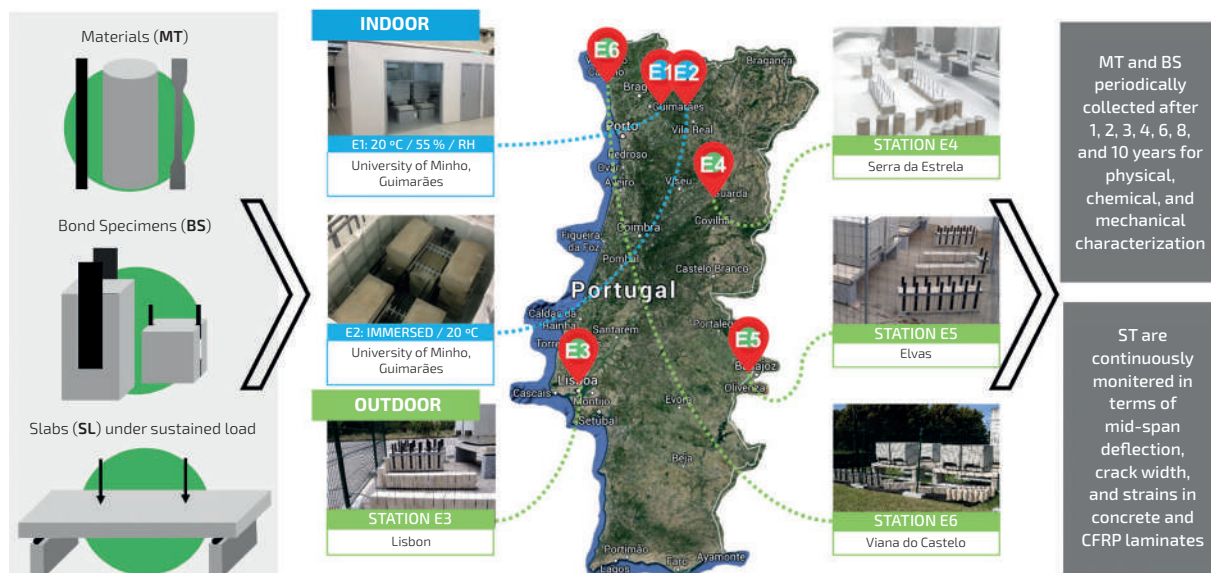 Materials (MT)
Bond Specimens (BS)
Slabs (SL) under sustained load
INDOOR
E1: 20 ºC / 55 % / RH
University of Minho,
Guimarães
E2: IMMERSED / 20 ºC
University of Minho,
Guimarães
OUTDOOR
STATION E3
Lisbon
E6
E1
E2
E4
E3
E5
Bragança
Guimarães
Porto
Vila Real
Pedroso
Aveiro
Viseu
Guarda
Covilhã
Coimbra
Figueira
da Foz
Pombal
Castelo Branco
Portugal
Caldas da
Rainha
Santarém
Lisboa
Cascais
Montijo
Setúbal
Évora
Badajoz
Olivenza
Beja
Portimão
Lagos
Faro
Ayamonte
STATION E4
Serra da Estrela
STATION E5
Elvas
STATION E6
Viana do Castelo
MT and BS
periodically
collected after
1, 2, 3, 4, 6, 8,
and 10 years for
physical,
chemical, and
mechanical
characterization
ST are
continuously
monitered in
terms of
mid-span
deflection,
crack width,
and strains in
concrete and
CFRP laminates